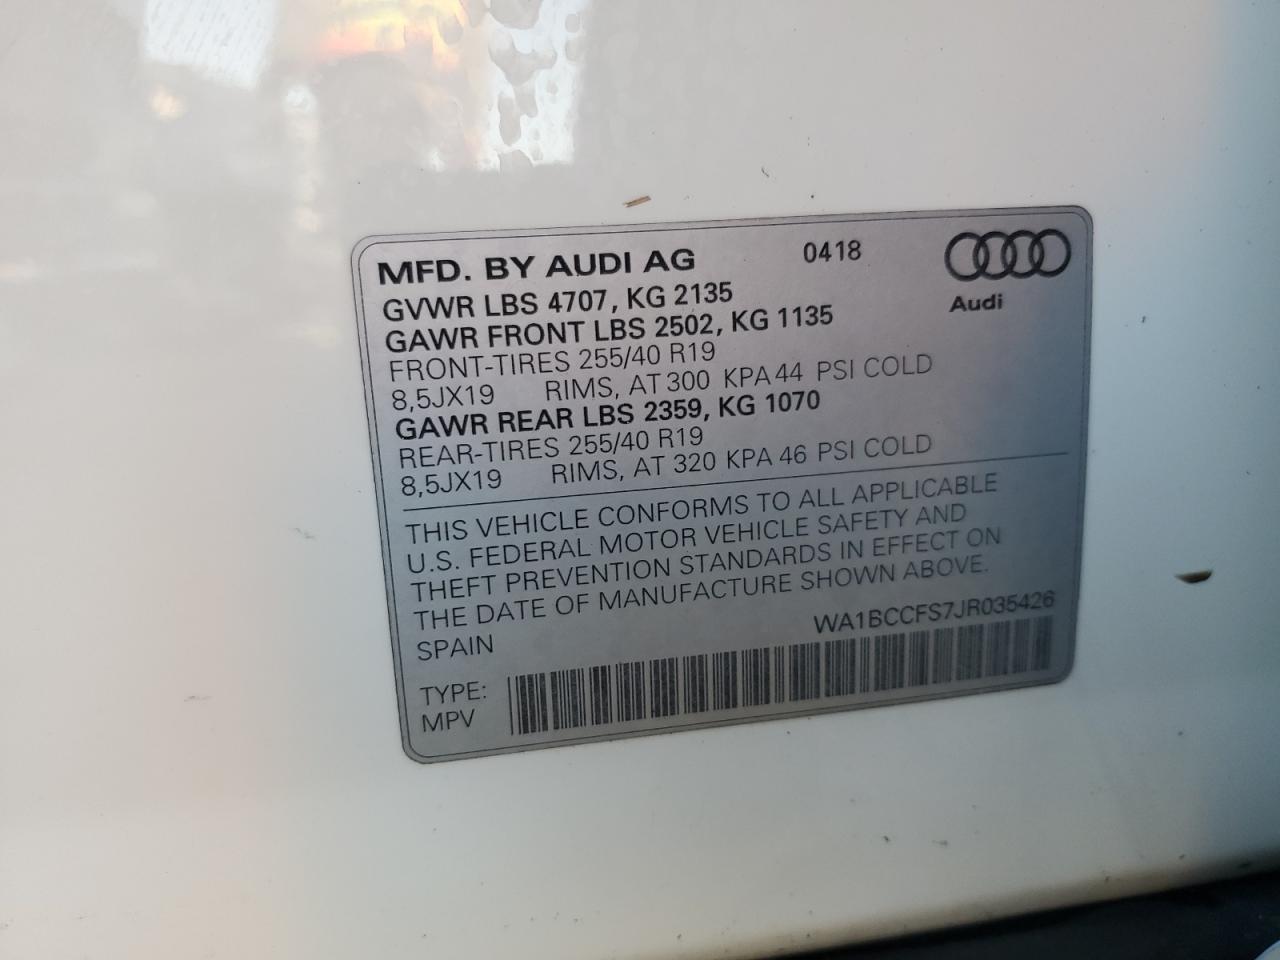 MFD. BY AUDI AG 0418
Audi
GVWR LBS 4707, KG 2135
GAWR FRONT LBS 2502, KG 1135
FRONT-TIRES 255/40 R19
8,5JX19 RIMS, AT 300 KPA 44 PSI COLD
GAWR REAR LBS 2359, KG 1070
REAR-TIRES 255/40 R19
8,5JX19 RIMS, AT 320 KPA 46 PSI COLD
THIS VEHICLE CONFORMS TO ALL APPLICABLE
U.S. FEDERAL MOTOR VEHICLE SAFETY AND
THEFT PREVENTION STANDARDS IN EFFECT ON
THE DATE OF MANUFACTURE SHOWN ABOVE.
SPAIN WA1BCCFS7JR035426
TYPE:
MPV